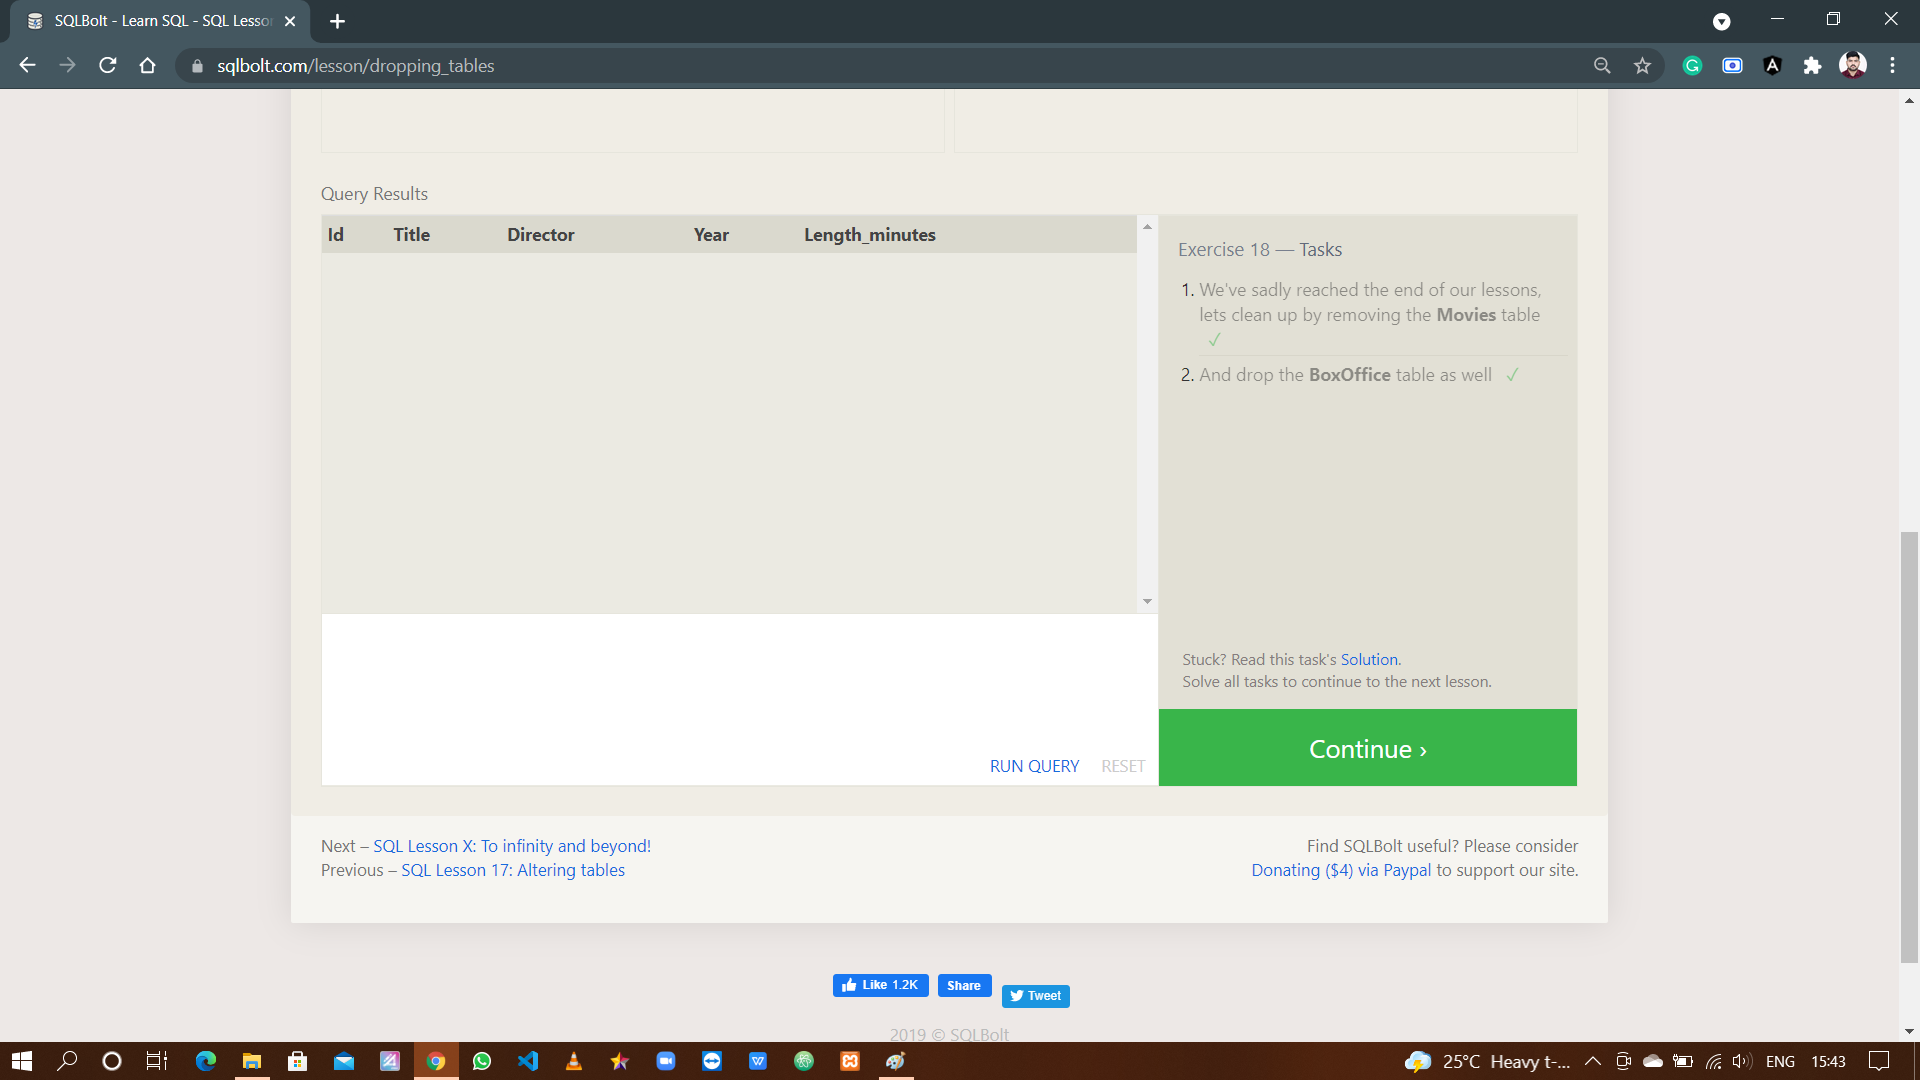 SQLBolt - Learn SQL - SQL Lesson
sqlbolt.com/lesson/dropping_tables
Query Results
Id Title Director Year Length_minutes
Exercise 18 — Tasks
1. We've sadly reached the end of our lessons,
lets clean up by removing the Movies table
✓
2. And drop the BoxOffice table as well ✓
Stuck? Read this task's Solution.
Solve all tasks to continue to the next lesson.
RUN QUERY RESET
Continue ›
Next – SQL Lesson X: To infinity and beyond!
Previous – SQL Lesson 17: Altering tables
Find SQLBolt useful? Please consider
Donating ($4) via Paypal to support our site.
Like 1.2K Share Tweet
2019 © SQLBolt
25°C Heavy t-... ENG 15:43